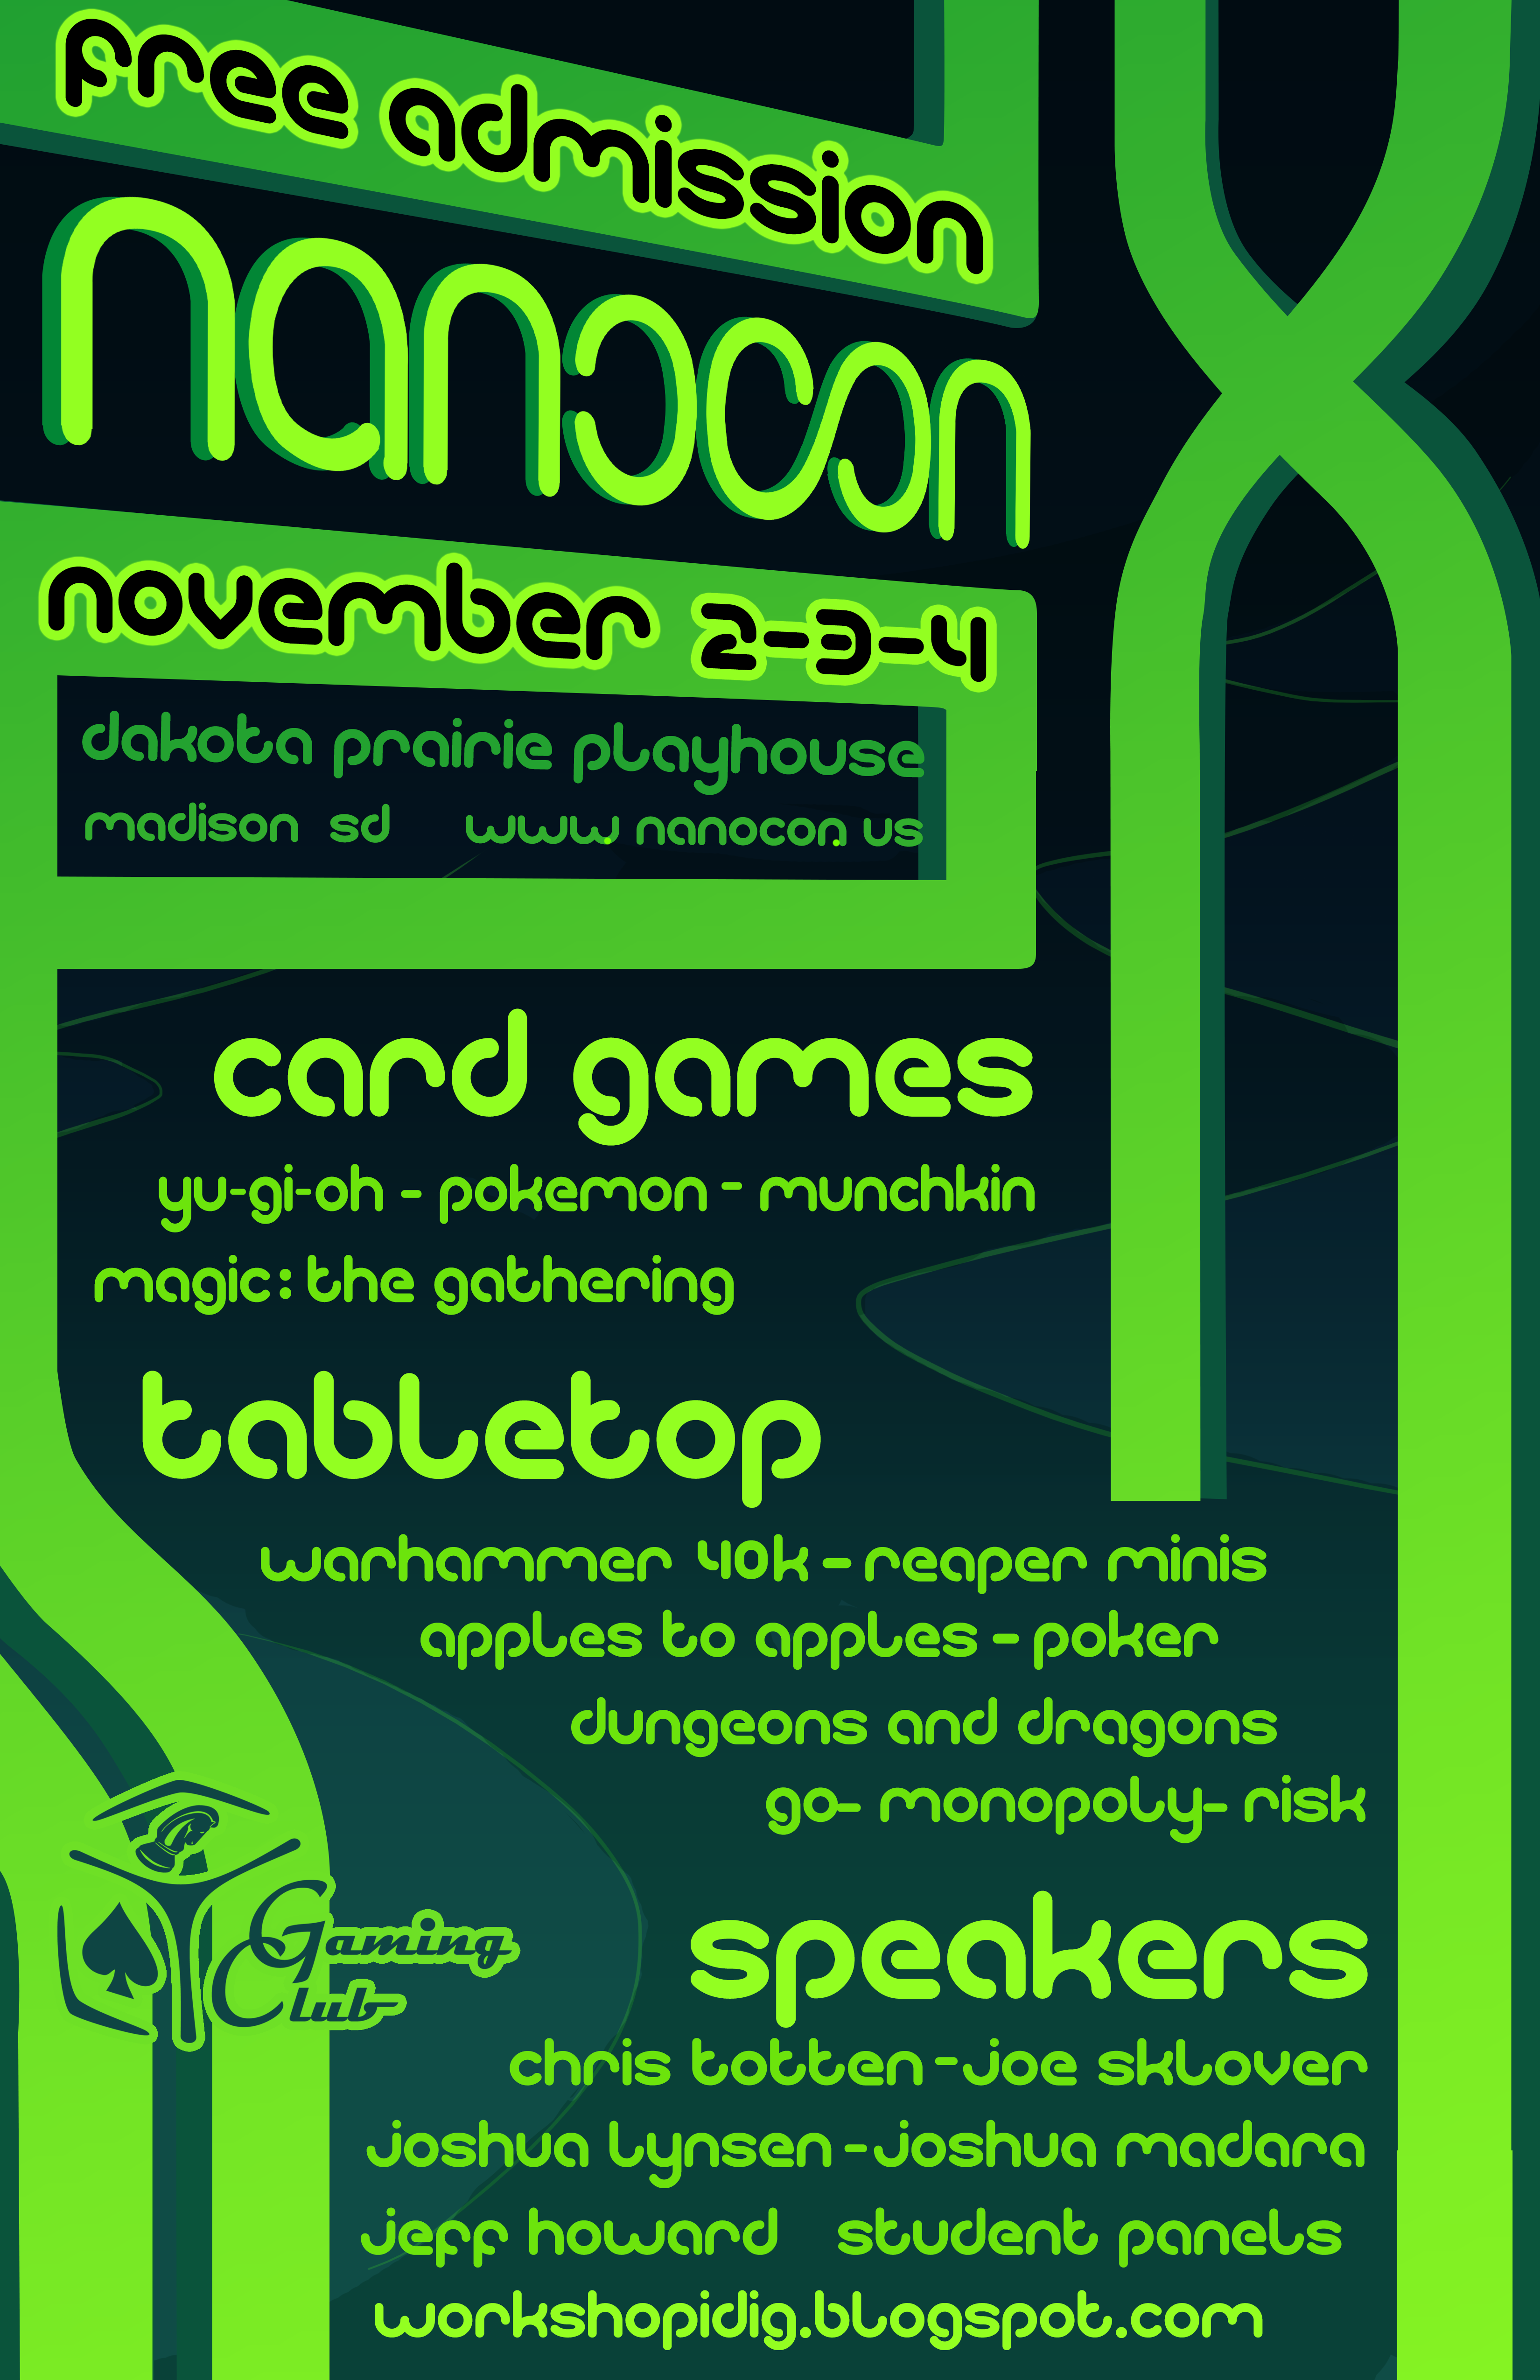 free admission
nanocon
november 2-3-4
dakota prairie playhouse
madison sd www.nanocon.us
card games
yu-gi-oh - pokemon - munchkin
magic: the gathering
tabletop
warhammer 40k - reaper minis
apples to apples - poker
dungeons and dragons
go- monopoly- risk
Gaming
Club
speakers
chris totten - joe sklover
joshua lynsen - joshua madara
jeff howard student panels
workshopidig.blogspot.com